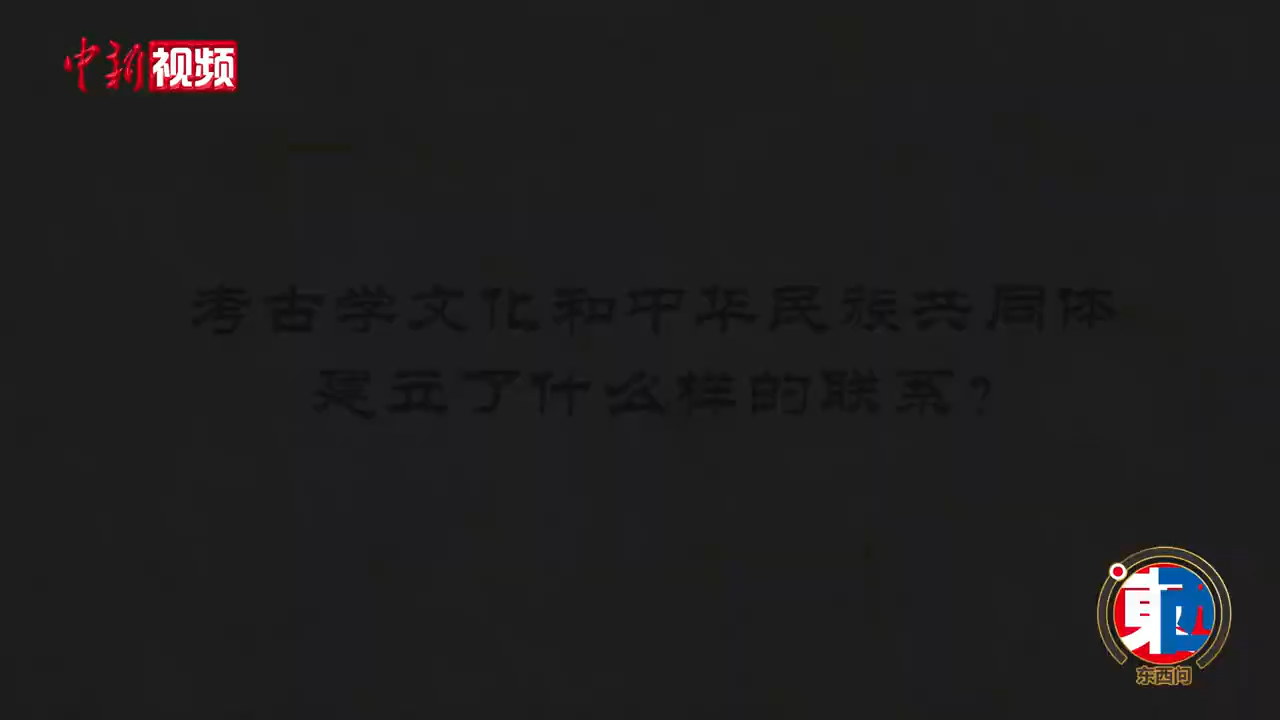 中新视频
考古学文化和中华民族共同体
是立了什么样的联系?
东西问